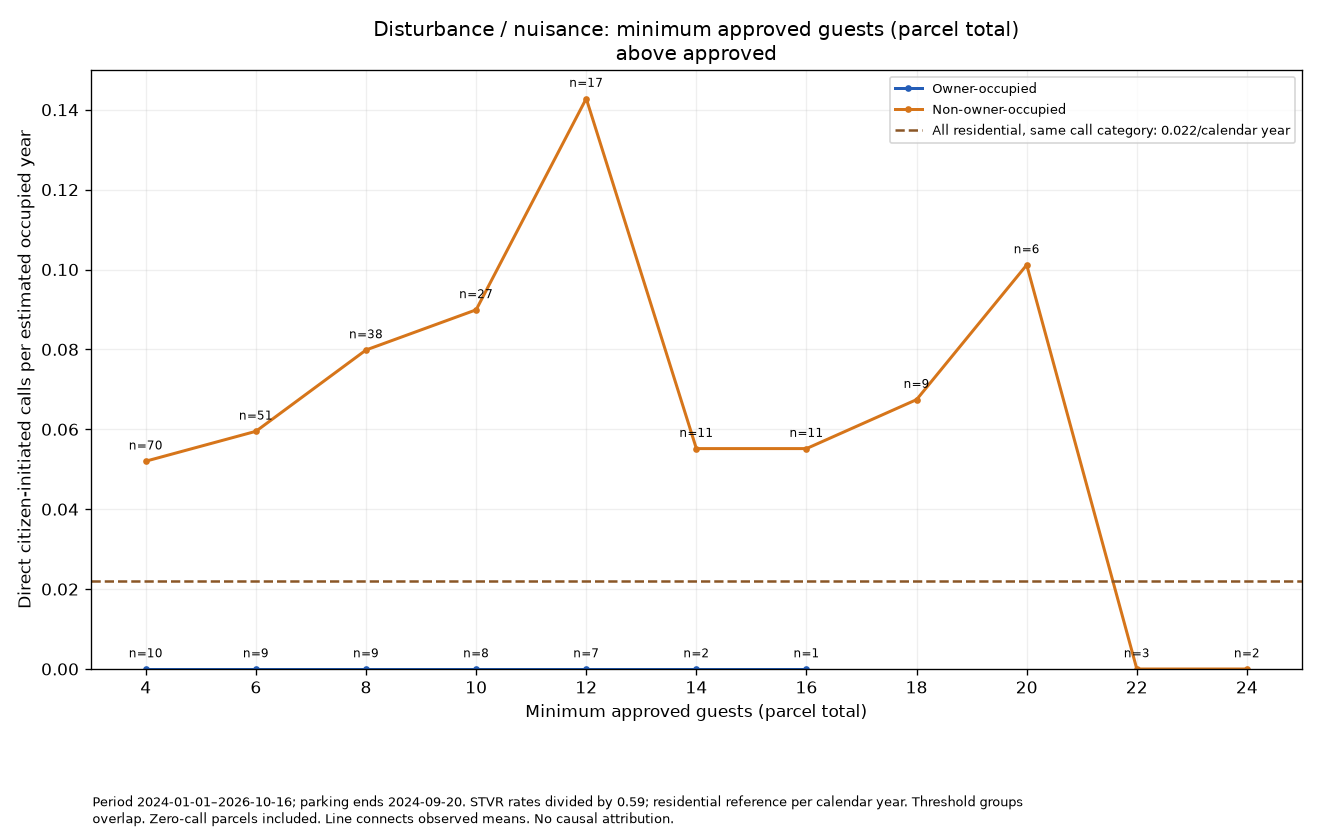 Disturbance / nuisance: minimum approved guests (parcel total)
above approved
Direct citizen-initiated calls per estimated occupied year
0.14
0.12
0.10
0.08
0.06
0.04
0.02
0.00
Owner-occupied
Non-owner-occupied
All residential, same call category: 0.022/calendar year
n=70
n=51
n=38
n=27
n=17
n=11
n=11
n=9
n=6
n=3
n=2
n=10
n=9
n=9
n=8
n=7
n=2
n=1
4
6
8
10
12
14
16
18
20
22
24
Minimum approved guests (parcel total)
Period 2024-01-01–2026-10-16; parking ends 2024-09-20. STVR rates divided by 0.59; residential reference per calendar year. Threshold groups
overlap. Zero-call parcels included. Line connects observed means. No causal attribution.